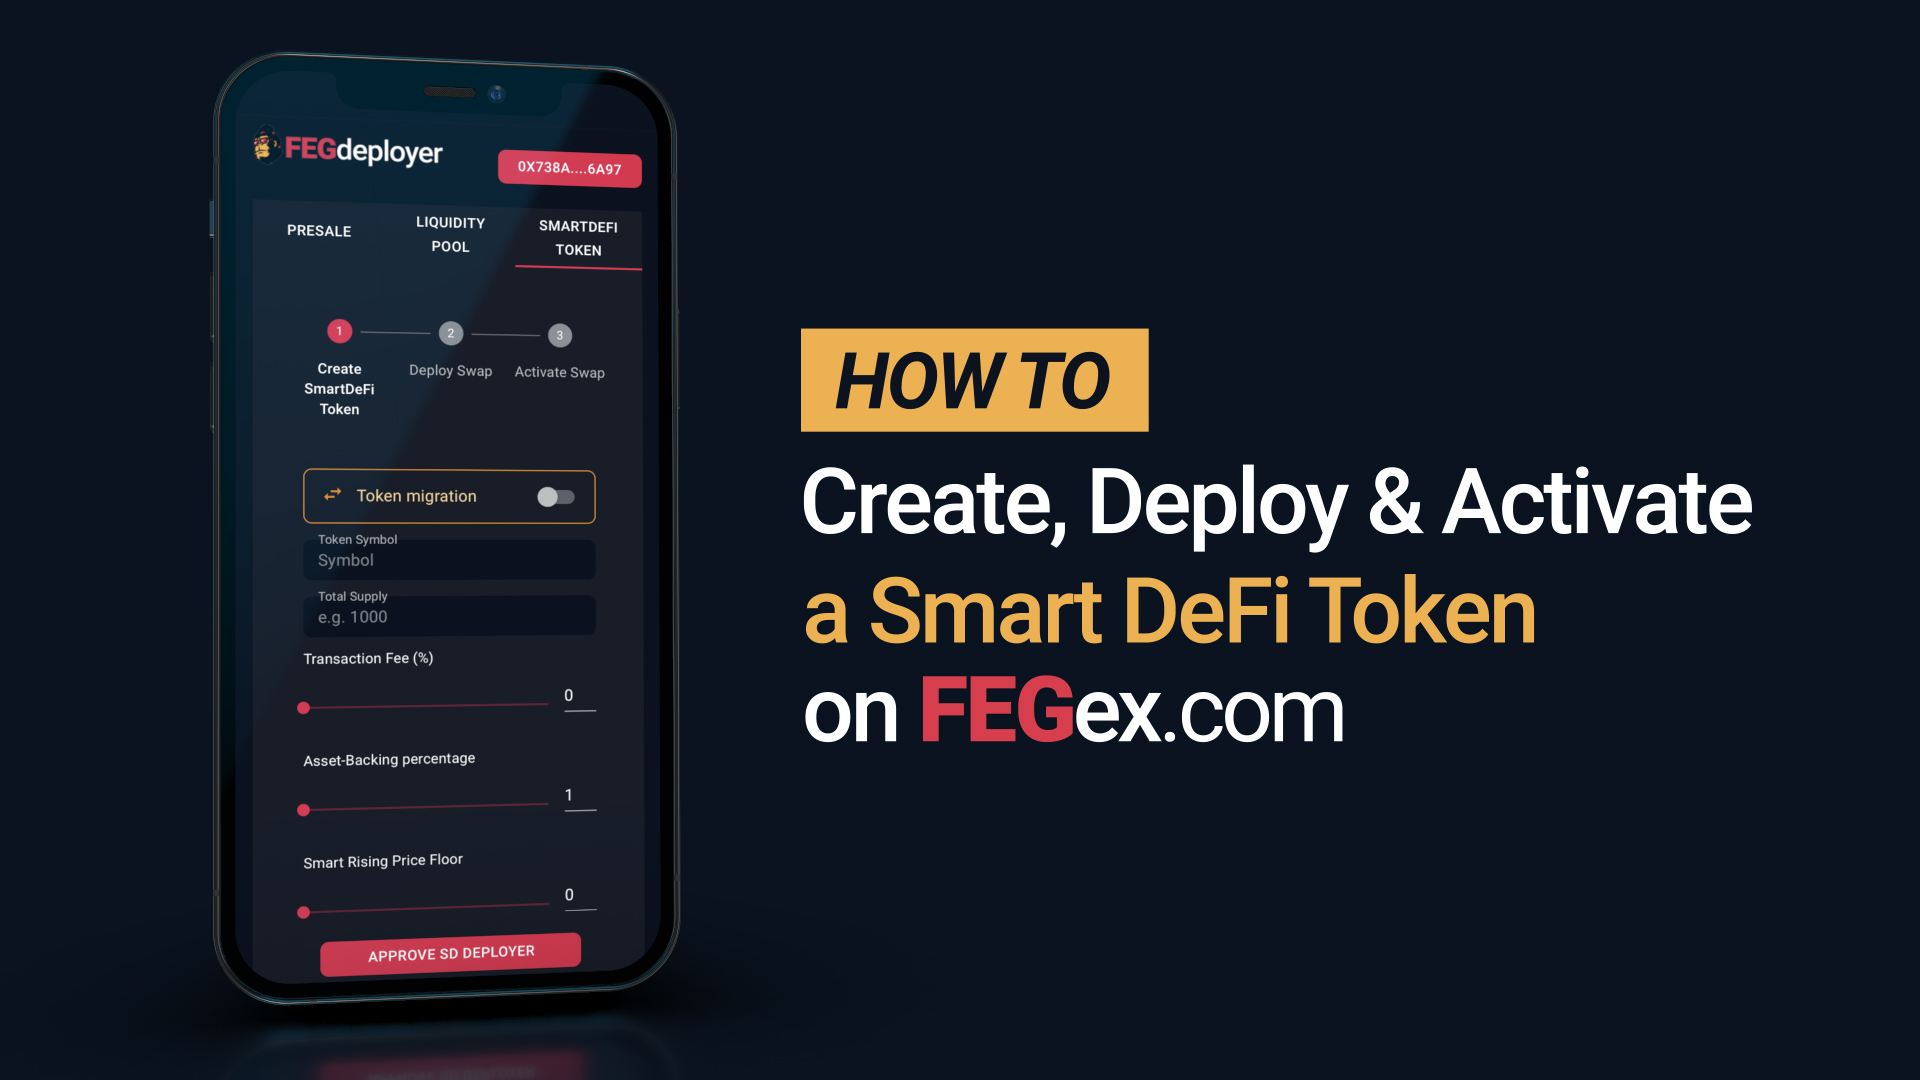 FEGdeployer
0X738A....6A97
PRESALE
LIQUIDITY
POOL
SMARTDEFI
TOKEN
1
2
3
Create
SmartDeFi
Token
Deploy Swap
Activate Swap
Token migration
Token Symbol
Symbol
Total Supply
e.g. 1000
Transaction Fee (%)
0
Asset-Backing percentage
1
Smart Rising Price Floor
0
APPROVE SD DEPLOYER
HOW TO
Create, Deploy & Activate
a Smart DeFi Token
on FEGex.com